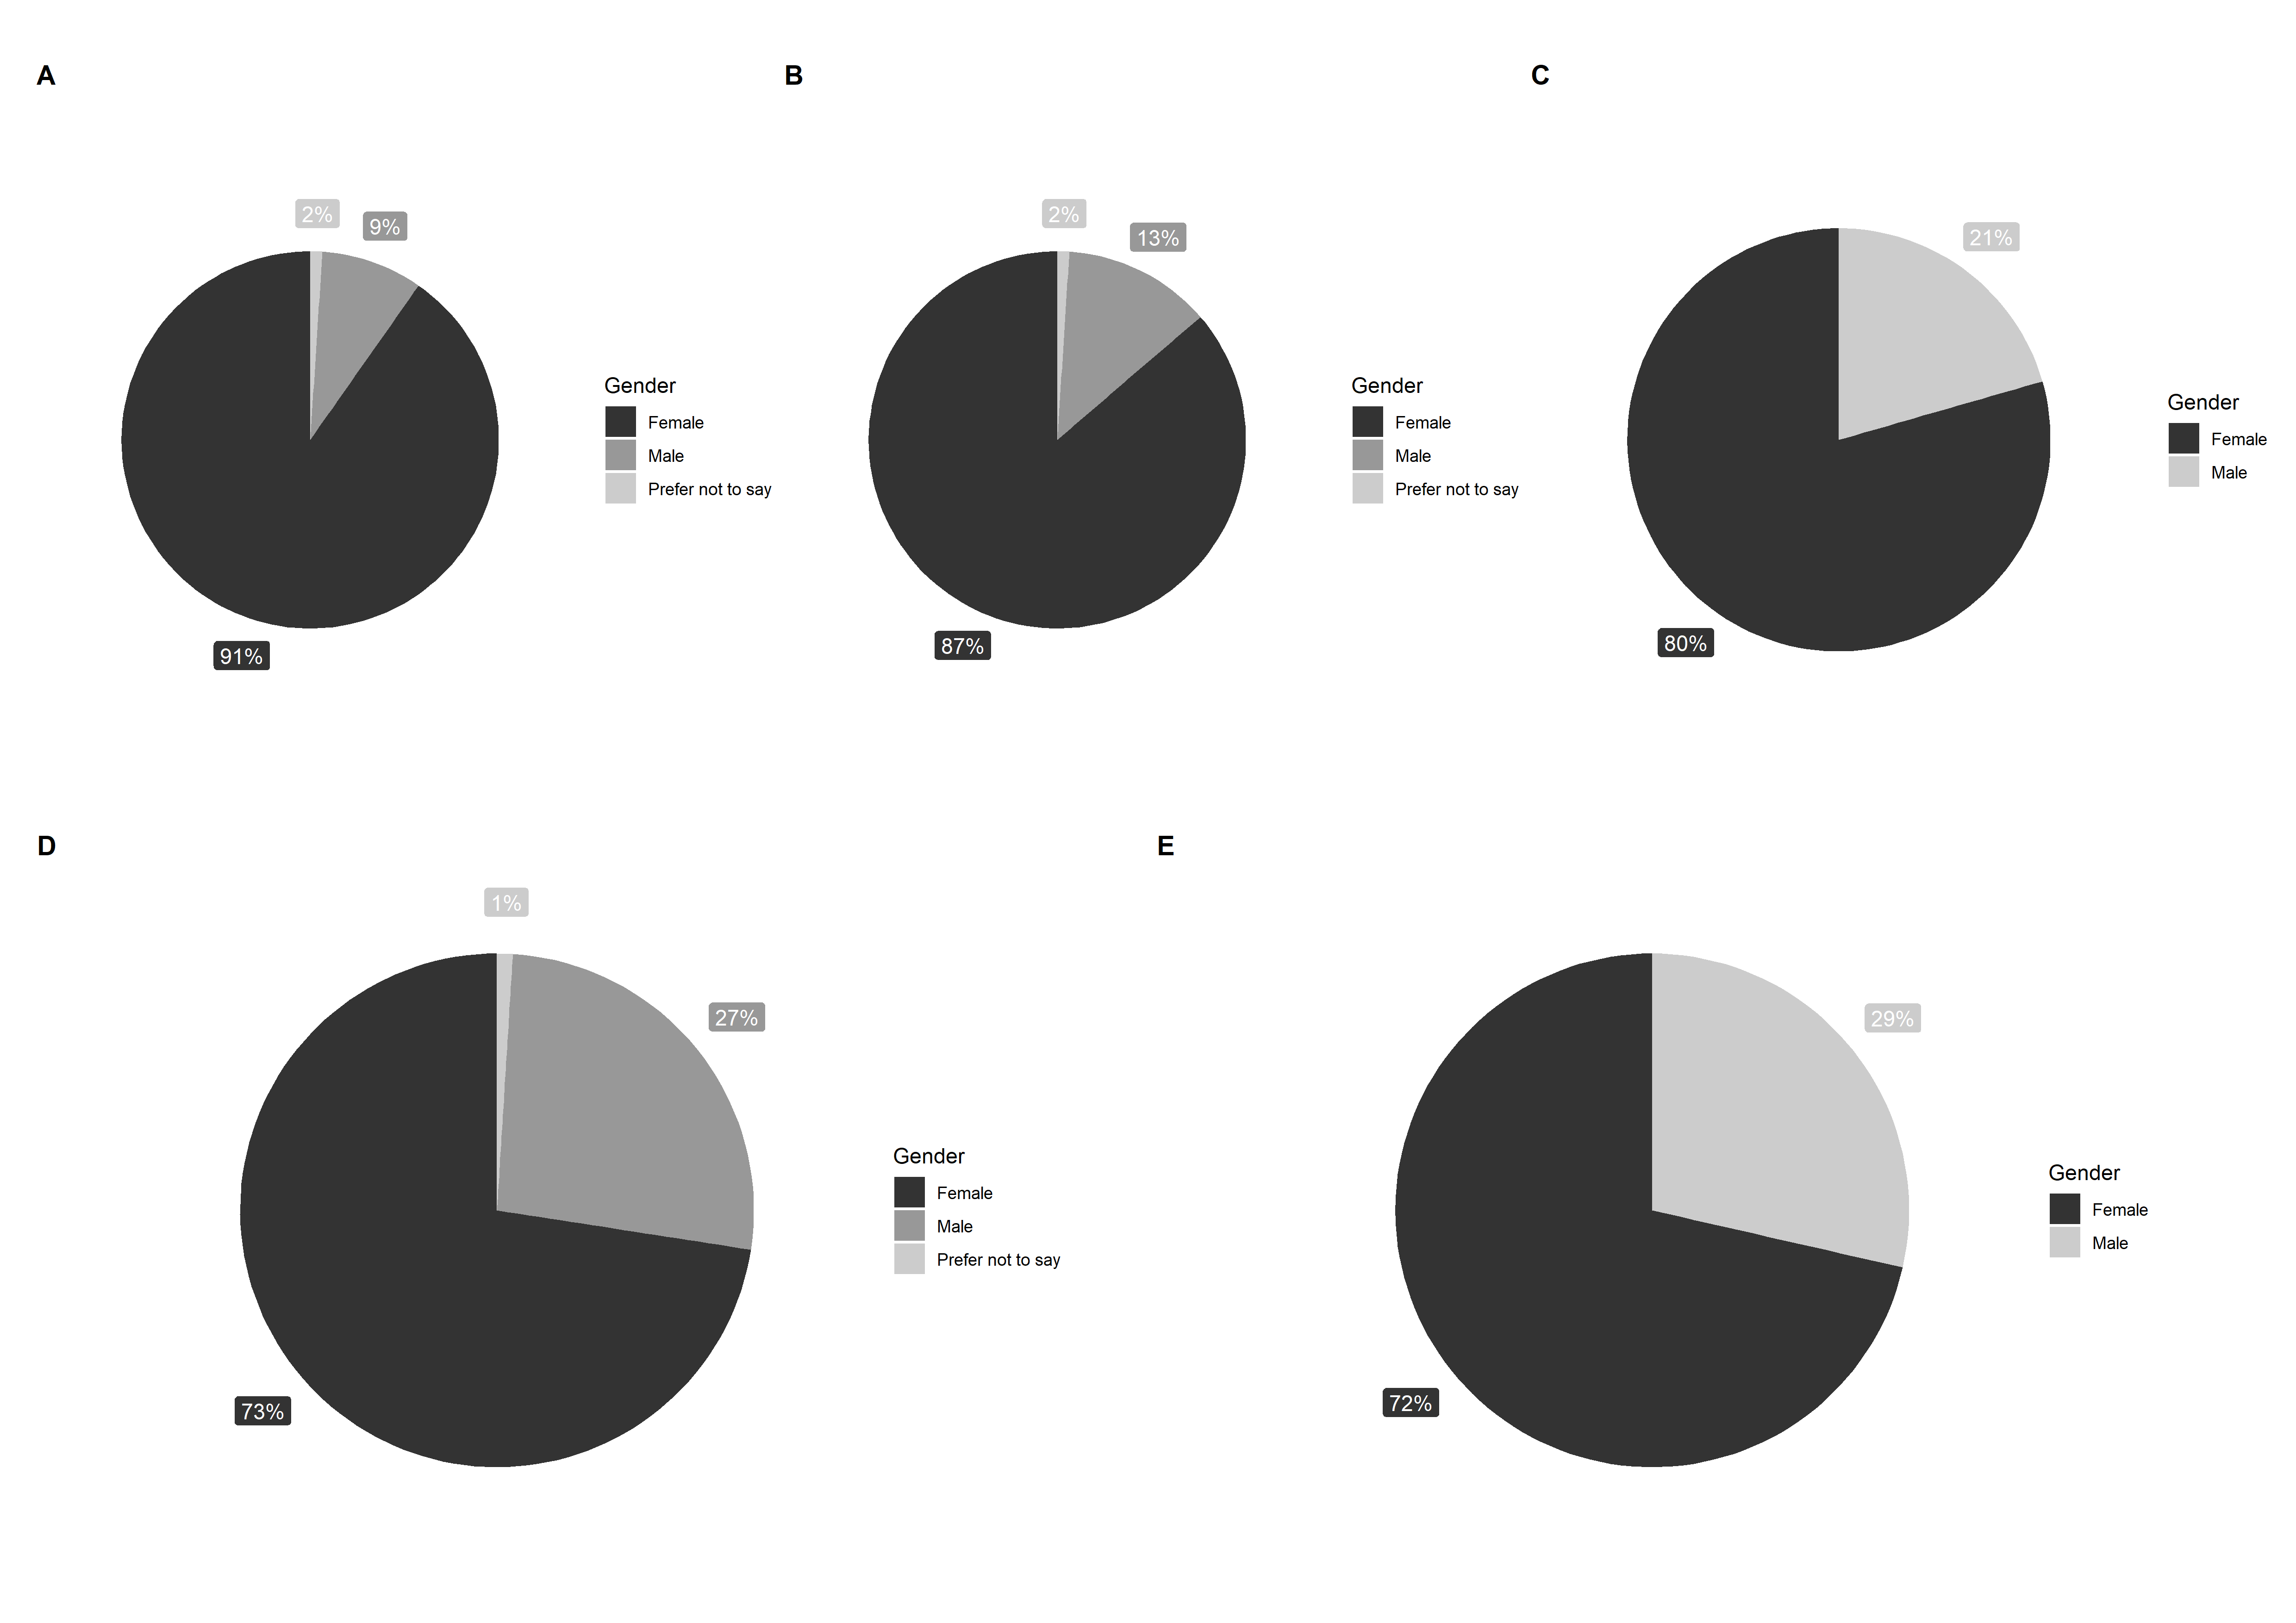 A
2%
9%
91%
Gender
Female
Male
Prefer not to say
B
2%
13%
87%
Gender
Female
Male
Prefer not to say
C
21%
80%
Gender
Female
Male
D
1%
27%
73%
Gender
Female
Male
Prefer not to say
E
29%
72%
Gender
Female
Male